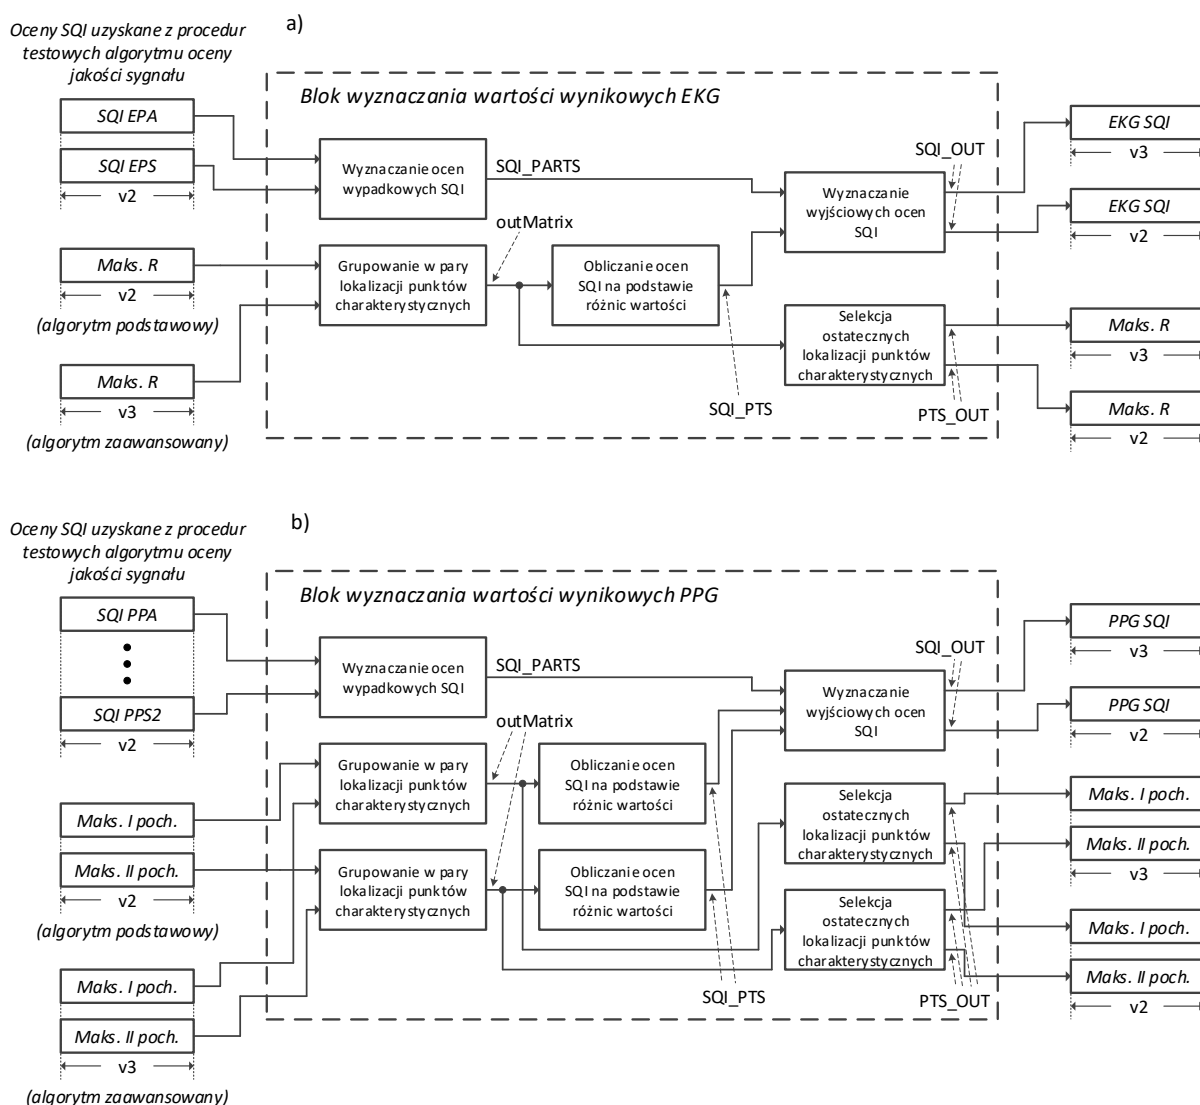 a)
Oceny SQI uzyskane z procedur
testowych algorytmu oceny
jakości sygnału
Blok wyznaczania wartości wynikowych EKG
SQI EPA
SQI EPS
v2
Maks. R
v2
(algorytm podstawowy)
Maks. R
v3
(algorytm zaawansowany)
Wyznaczanie ocen
wypadkowych SQI
SQI_PARTS
outMatrix
Grupowanie w pary
lokalizacji punktów
charakterystycznych
Obliczanie ocen
SQI na podstawie
różnic wartości
SQI_PTS
Wyznaczanie
wyjściowych ocen
SQI
SQI_OUT
Selekcja
ostatecznych
lokalizacji punktów
charakterystycznych
PTS_OUT
EKG SQI
v3
EKG SQI
v2
Maks. R
v3
Maks. R
v2
b)
Oceny SQI uzyskane z procedur
testowych algorytmu oceny
jakości sygnału
Blok wyznaczania wartości wynikowych PPG
SQI PPA
SQI PPS2
v2
Maks. I poch.
Maks. II poch.
v2
(algorytm podstawowy)
Maks. I poch.
Maks. II poch.
v3
(algorytm zaawansowany)
Wyznaczanie ocen
wypadkowych SQI
SQI_PARTS
outMatrix
Grupowanie w pary
lokalizacji punktów
charakterystycznych
Obliczanie ocen
SQI na podstawie
różnic wartości
Grupowanie w pary
lokalizacji punktów
charakterystycznych
Obliczanie ocen
SQI na podstawie
różnic wartości
SQI_PTS
Wyznaczanie
wyjściowych ocen
SQI
SQI_OUT
Selekcja
ostatecznych
lokalizacji punktów
charakterystycznych
Selekcja
ostatecznych
lokalizacji punktów
charakterystycznych
PTS_OUT
PPG SQI
v3
PPG SQI
v2
Maks. I poch.
Maks. II poch.
v3
Maks. I poch.
Maks. II poch.
v2